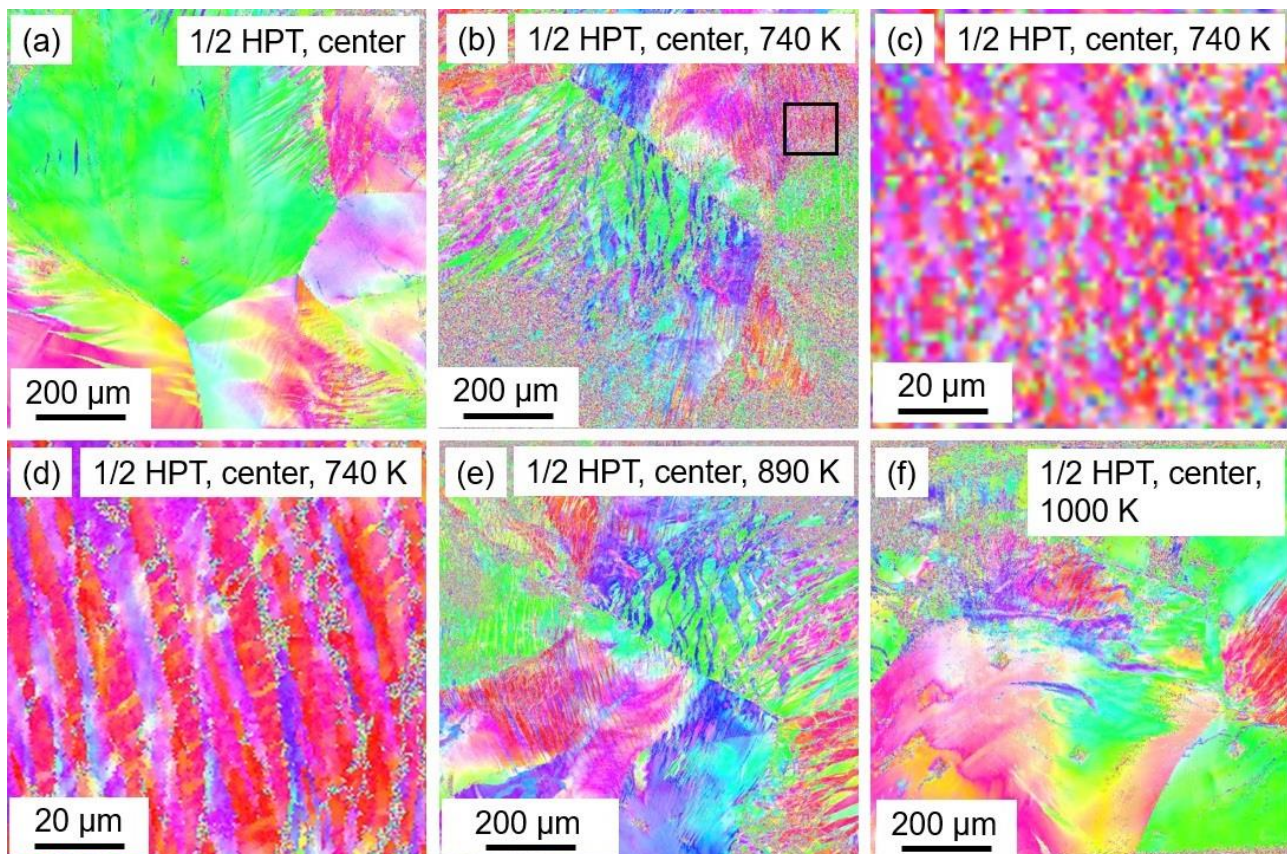 (a) 1/2 HPT, center
200 µm
(b) 1/2 HPT, center, 740 K
200 µm
(c) 1/2 HPT, center, 740 K
20 µm
(d) 1/2 HPT, center, 740 K
20 µm
(e) 1/2 HPT, center, 890 K
200 µm
(f) 1/2 HPT, center,
1000 K
200 µm